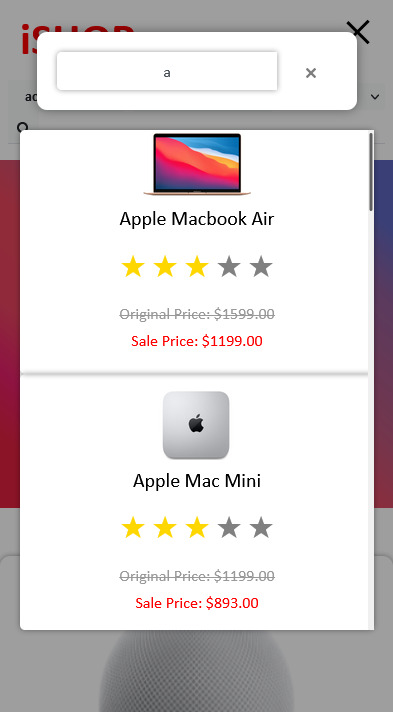 iSHOP
a
ac
Apple Macbook Air
Original Price: $1599.00
Sale Price: $1199.00
Apple Mac Mini
Original Price: $1199.00
Sale Price: $893.00